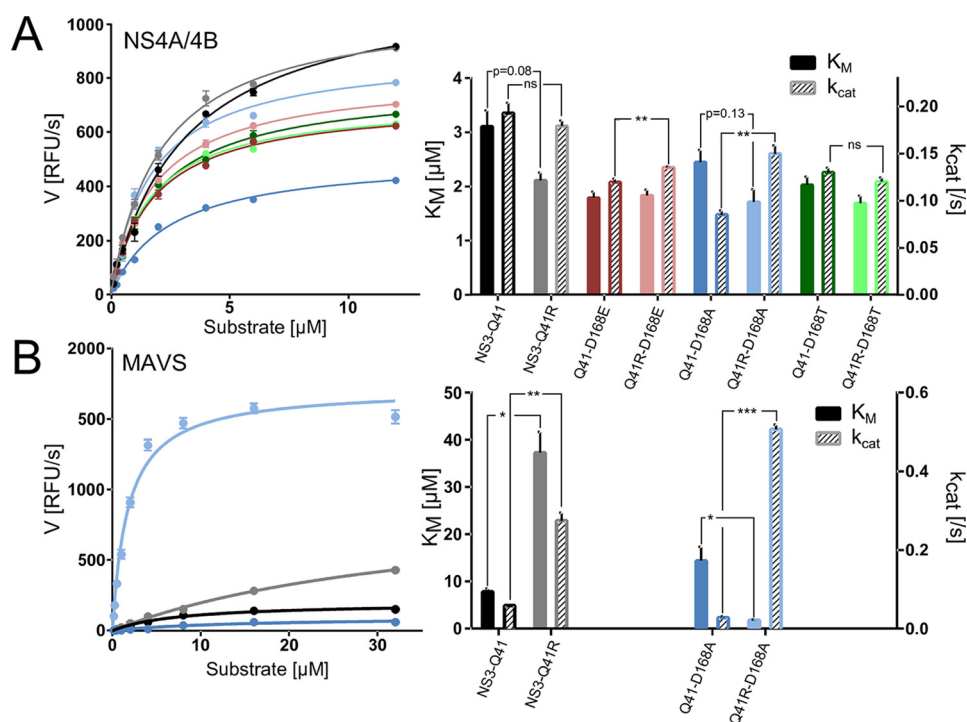 A
NS4A/4B
V [RFU/s]
1000
800
600
400
200
0
0
5
10
Substrate [µM]
K_M
k_cat
p=0.08
ns
**
p=0.13
**
ns
K_M [µM]
4
3
2
1
0
0.20
0.15
0.10
0.05
0.00
k_cat [/s]
NS3-Q41
NS3-Q41R
Q41-D168E
Q41R-D168E
Q41-D168A
Q41R-D168A
Q41-D168T
Q41R-D168T
B
MAVS
V [RFU/s]
2000
500
1000
500
0
0
10
20
30
Substrate [µM]
K_M
k_cat
*
**
*
***
K_M [µM]
50
40
30
20
10
0
0.6
0.4
0.2
0.0
k_cat [/s]
NS3-Q41
NS3-Q41R
Q41-D168A
Q41R-D168A